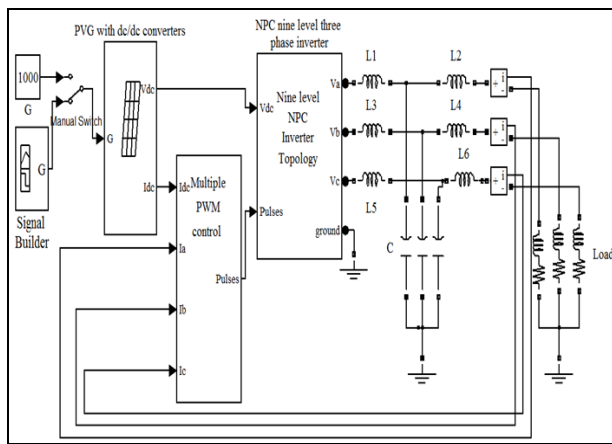 PVG with dc/dc converters
NPC nine level three
phase inverter
1000
G
Manual Switch
G
Signal
Builder
G
Vdc
Idc
Idc
Multiple
PWM
control
Ia
Ib
Ic
Pulses
Vdc
Nine level
NPC
Inverter
Topology
Pulses
Va
Vb
Vc
ground
L1
L2
L3
L4
L5
L6
C
+
-
i
+
-
i
+
-
i
Load